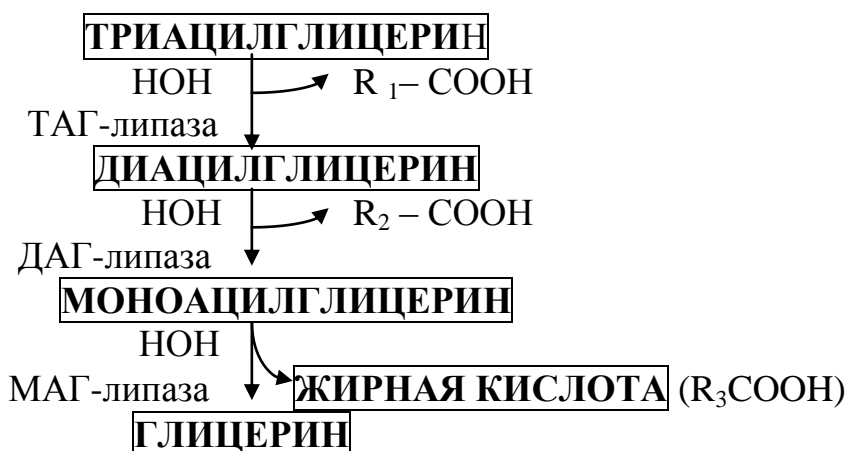 ТРИАЦИЛГЛИЦЕРИН
НОН R 1– COOH
ТАГ-липаза
ДИАЦИЛГЛИЦЕРИН
НОН R2 – COOH
ДАГ-липаза
МОНОАЦИЛГЛИЦЕРИН
НОН
МАГ-липаза ЖИРНАЯ КИСЛОТА (R3COOH)
ГЛИЦЕРИН